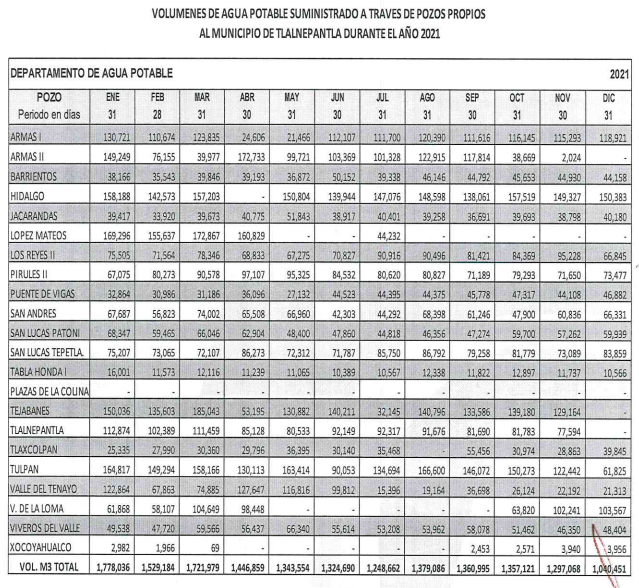 VOLUMENES DE AGUA POTABLE SUMINISTRADO A TRAVES DE POZOS PROPIOS
AL MUNICIPIO DE TLALNEPANTLA DURANTE EL AÑO 2021
DEPARTAMENTO DE AGUA POTABLE 2021
POZO ENE FEB MAR ABR MAY JUN JUL AGO SEP OCT NOV DIC
Periodo en días 31 28 31 30 31 30 31 31 30 31 30 31
ARMAS I 130,721 110,674 123,835 24,606 21,466 112,107 111,700 120,390 111,616 116,145 115,293 118,921
ARMAS II 149,249 76,155 39,977 172,733 99,721 103,369 101,328 122,915 117,814 38,669 2,024 -
BARRIENTOS 38,166 35,543 39,846 39,193 36,872 50,152 39,338 46,146 44,792 45,653 44,930 44,158
HIDALGO 158,188 142,573 157,203 - 150,804 139,944 147,076 148,598 138,061 157,519 149,327 150,383
JACARANDAS 39,417 33,920 39,673 40,775 51,843 38,917 40,401 39,258 36,691 39,693 38,798 40,180
LOPEZ MATEOS 169,296 155,637 172,867 160,829 - - 44,232
LOS REYES II 75,505 71,564 78,346 68,833 67,275 70,827 90,916 90,496 81,421 84,369 95,228 66,845
PIRULES II 67,075 80,273 90,578 97,107 95,325 84,532 80,620 80,827 71,189 79,293 71,650 73,477
PUENTE DE VIGAS 32,864 30,986 31,186 36,096 27,132 44,523 44,395 44,375 45,778 47,317 44,108 46,882
SAN ANDRES 67,687 56,823 74,002 65,508 66,960 42,303 44,292 68,398 61,246 47,900 60,836 66,331
SAN LUCAS PATONI 68,347 59,465 66,046 62,904 48,400 47,860 44,818 46,356 47,274 59,700 57,262 59,939
SAN LUCAS TEPETLA. 75,207 73,065 72,107 86,273 72,312 71,787 85,750 86,792 79,258 81,779 73,089 83,859
TABLA HONDA I 16,001 11,573 12,116 11,239 11,065 10,389 10,567 12,338 11,822 12,897 11,737 10,566
PLAZAS DE LA COLINA - - - - - - - - - - - -
TEJABANES 150,036 135,603 185,043 53,195 130,882 140,211 32,145 140,796 133,586 139,180 129,164 -
TLALNEPANTLA 112,874 102,389 111,459 85,128 80,533 92,149 92,317 91,676 81,690 81,783 77,594
TLAXCOLPAN 25,335 27,990 30,360 29,796 36,395 30,140 35,468 - 55,456 30,974 28,863 39,845
TULPAN 164,817 149,294 158,166 130,113 163,414 90,053 134,697 166,600 146,072 150,273 122,442 61,825
VALLE DEL TENAYO 122,864 67,863 74,885 127,647 116,816 99,812 15,396 19,164 36,698 26,124 22,192 21,313
V. DE LA LOMA 61,868 58,107 104,649 98,448 63,820 102,241 103,567
VIVEROS DEL VALLE 49,538 47,720 59,566 56,437 66,340 55,614 53,208 53,962 58,078 51,462 46,350 48,404
XOCOYAHUALCO 2,982 1,966 69 - - - - - 2,453 2,571 3,940 3,956
VOL. M3 TOTAL 1,778,036 1,529,184 1,721,979 1,446,859 1,343,554 1,324,690 1,248,662 1,379,086 1,360,995 1,357,121 1,297,068 1,040,451